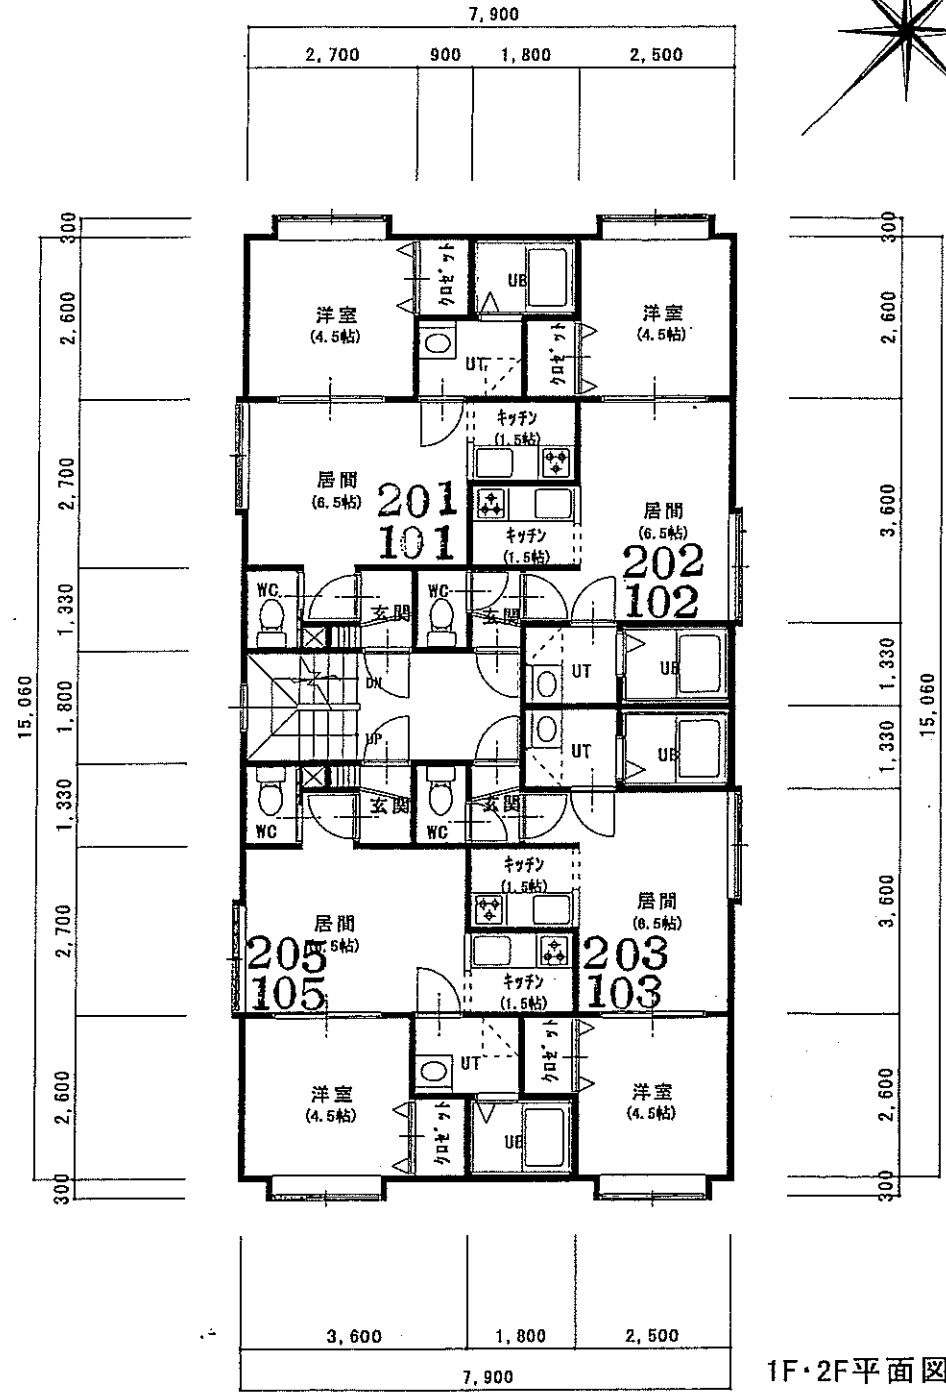 7,900
2,700 900 1,800 2,500
300
300
2,600
2,600
洋室
(4.5帖)
クロゼット
UB
洋室
(4.5帖)
UT
クロゼット
キッチン
(1.5帖)
2,700
居間
(6.5帖)
201
101
キッチン
(1.5帖)
居間
(6.5帖)
202
102
3,600
1,330
WC
玄関
WC
玄関
UT
UB
1,330
15,060
1,800
DN
UP
15,060
UT
UB
1,330
1,330
WC
玄関
WC
玄関
キッチン
(1.5帖)
居間
(6.5帖)
203
103
3,600
2,700
居間
5帖)
205
105
キッチン
(1.5帖)
UT
クロゼット
2,600
洋室
(4.5帖)
クロゼット
UB
洋室
(4.5帖)
2,600
300
300
3,600 1,800 2,500
7,900
1F・2F平面図